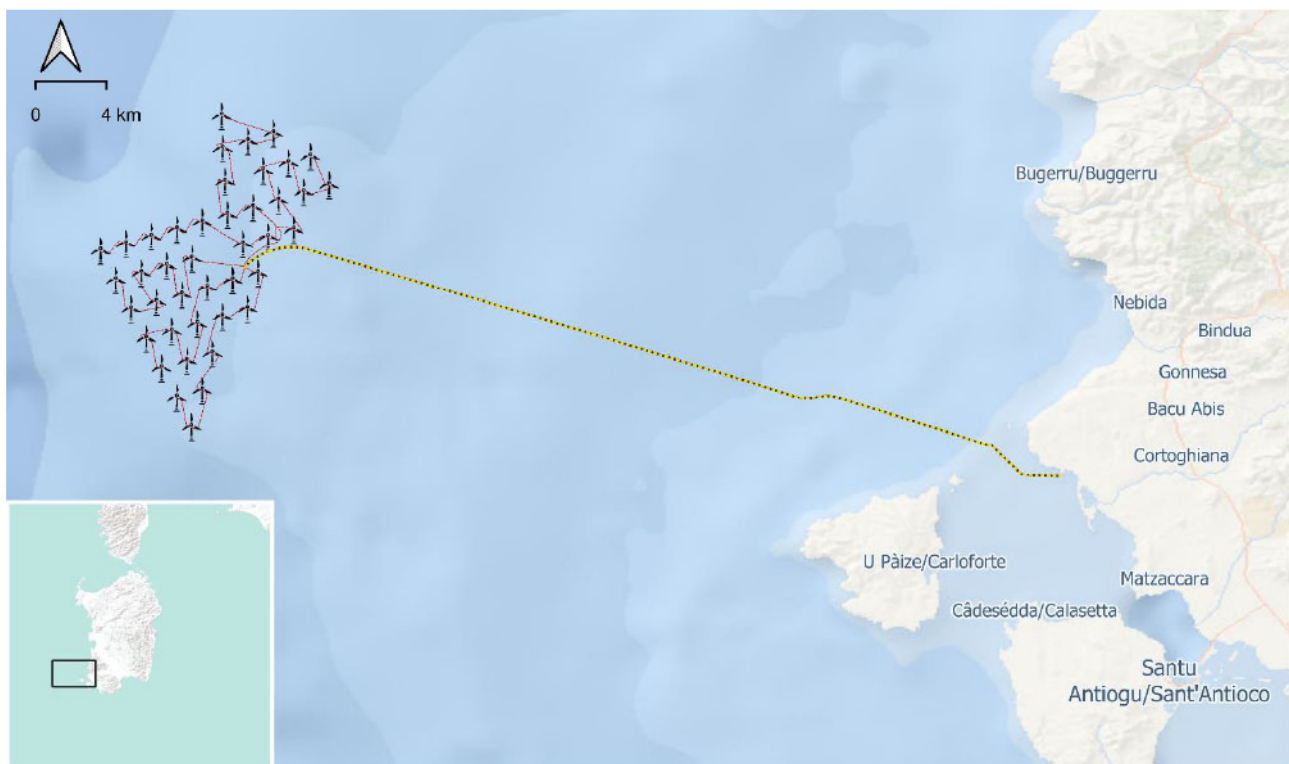 0
4 km
Bugerru/Buggerru
Nebida
Bindua
Gonnesa
Bacu Abis
Cortoghiana
U Pàize/Carloforte
Matzaccara
Câdesédda/Calasetta
Santu
Antiogu/Sant'Antioco